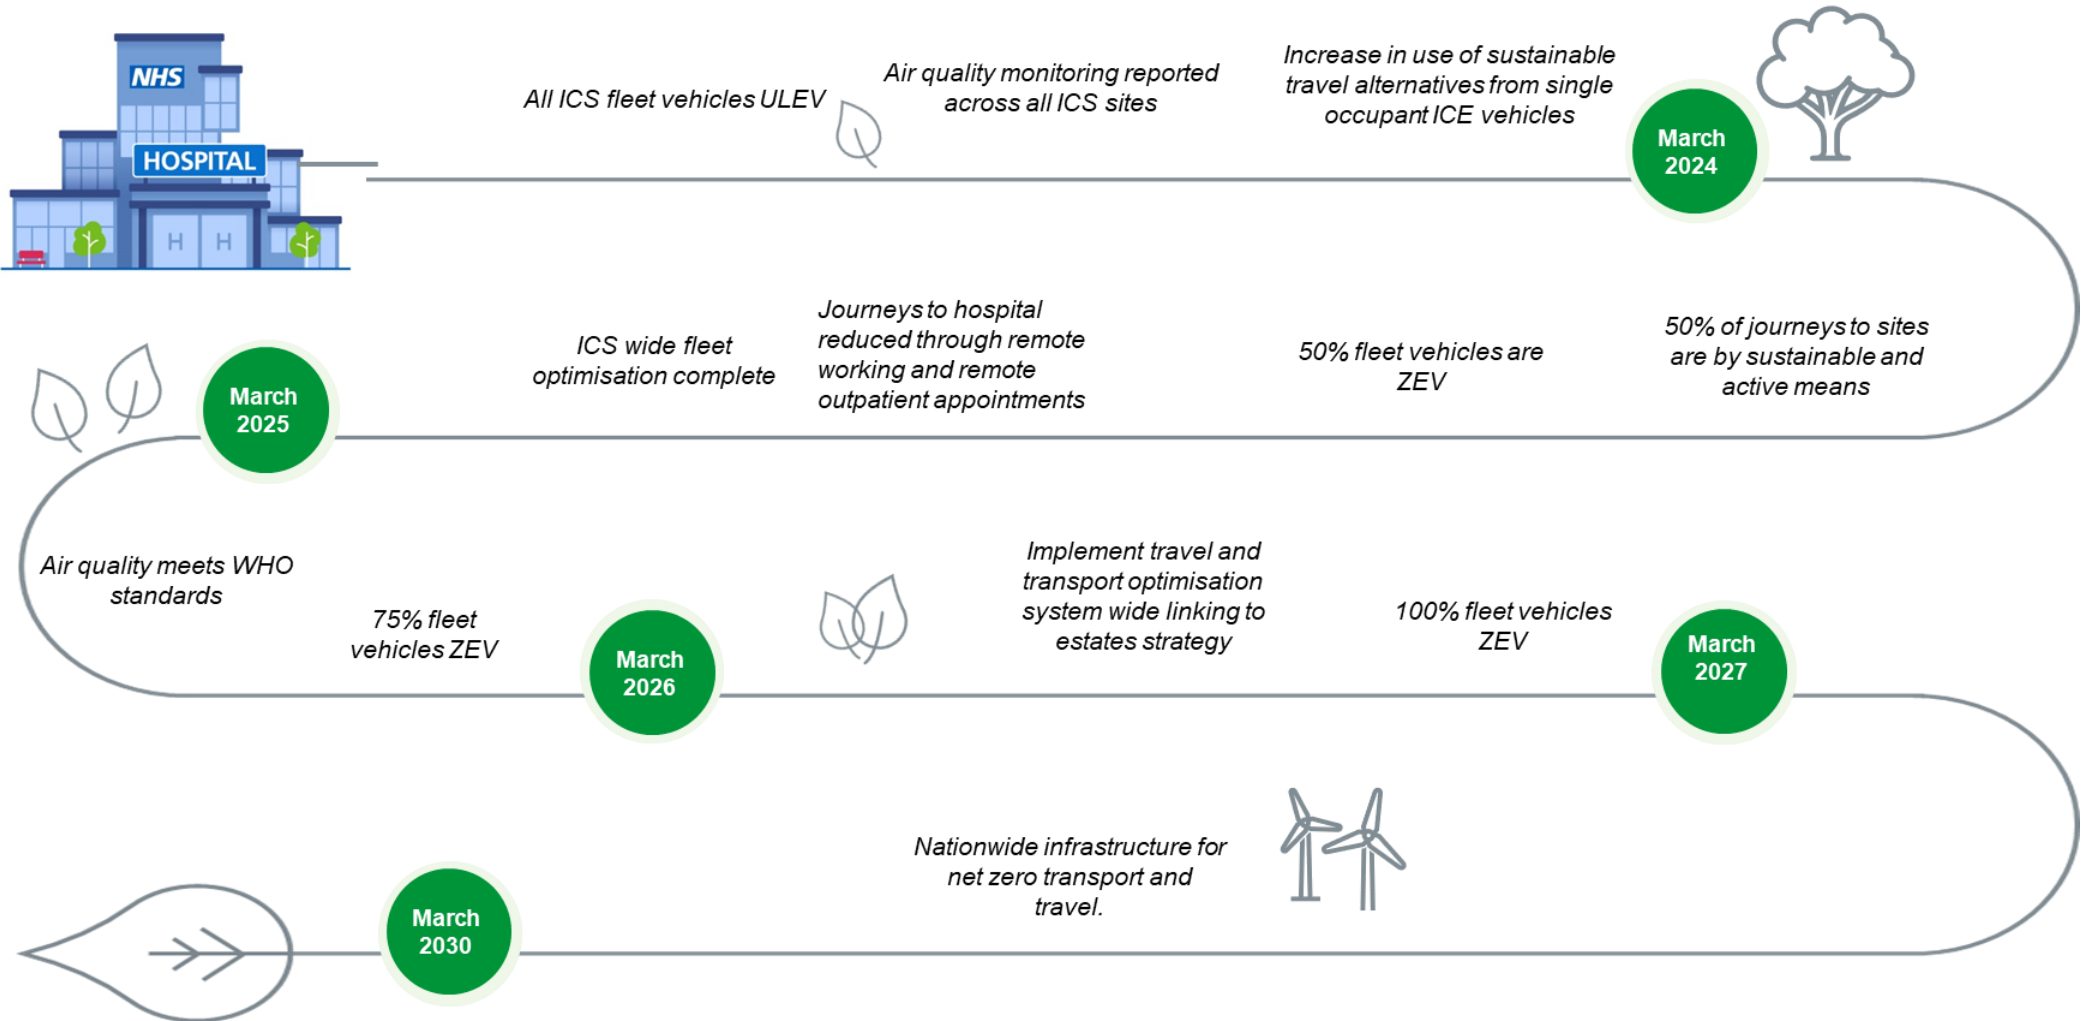 NHS
HOSPITAL
H H
All ICS fleet vehicles ULEV
Air quality monitoring reported
across all ICS sites
Increase in use of sustainable
travel alternatives from single
occupant ICE vehicles
March
2024
50% of journeys to sites
are by sustainable and
active means
50% fleet vehicles are
ZEV
Journeys to hospital
reduced through remote
working and remote
outpatient appointments
ICS wide fleet
optimisation complete
March
2025
Air quality meets WHO
standards
75% fleet
vehicles ZEV
March
2026
Implement travel and
transport optimisation
system wide linking to
estates strategy
100% fleet vehicles
ZEV
March
2027
Nationwide infrastructure for
net zero transport and
travel.
March
2030